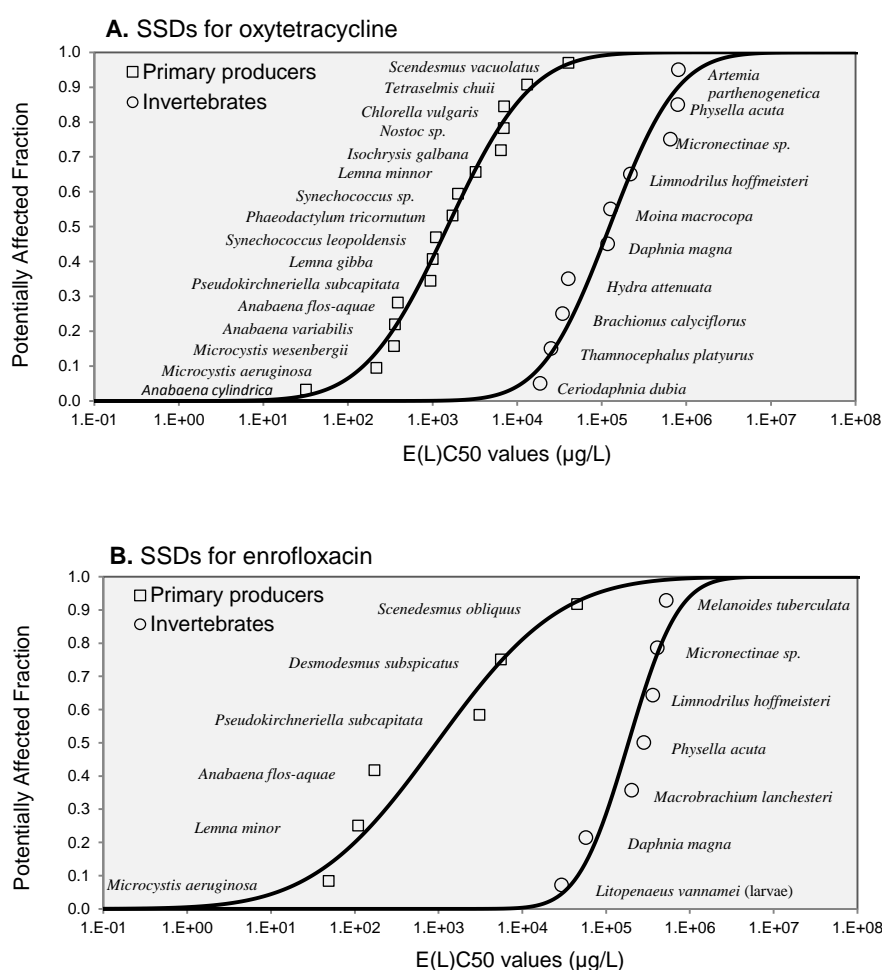 A. SSDs for oxytetracycline
1.0
0.9
0.8
0.7
0.6
0.5
0.4
0.3
0.2
0.1
0.0
Potentially Affected Fraction
Primary producers
Invertebrates
Scendesmus vacuolatus
Tetraselmis chuii
Chlorella vulgaris
Nostoc sp.
Isochrysis galbana
Lemna minnor
Synechococcus sp.
Phaeodactylum tricornutum
Synechococcus leopoldensis
Lemna gibba
Pseudokirchneriella subcapitata
Anabaena flos-aquae
Anabaena variabilis
Microcystis wesenbergii
Microcystis aeruginosa
Anabaena cylindrica
Artemia
parthenogenetica
Physella acuta
Micronectinae sp.
Limnodrilus hoffmeisteri
Moina macrocopa
Daphnia magna
Hydra attenuata
Brachionus calyciflorus
Thamnocephalus platyurus
Ceriodaphnia dubia
1.E-01 1.E+00 1.E+01 1.E+02 1.E+03 1.E+04 1.E+05 1.E+06 1.E+07 1.E+08
E(L)C50 values (µg/L)
B. SSDs for enrofloxacin
1.0
0.9
0.8
0.7
0.6
0.5
0.4
0.3
0.2
0.1
0.0
Potentially Affected Fraction
Primary producers
Invertebrates
Scenedesmus obliquus
Desmodesmus subspicatus
Pseudokirchneriella subcapitata
Anabaena flos-aquae
Lemna minor
Microcystis aeruginosa
Melanoides tuberculata
Micronectinae sp.
Limnodrilus hoffmeisteri
Physella acuta
Macrobrachium lanchesteri
Daphnia magna
Litopenaeus vannamei (larvae)
1.E-01 1.E+00 1.E+01 1.E+02 1.E+03 1.E+04 1.E+05 1.E+06 1.E+07 1.E+08
E(L)C50 values (µg/L)